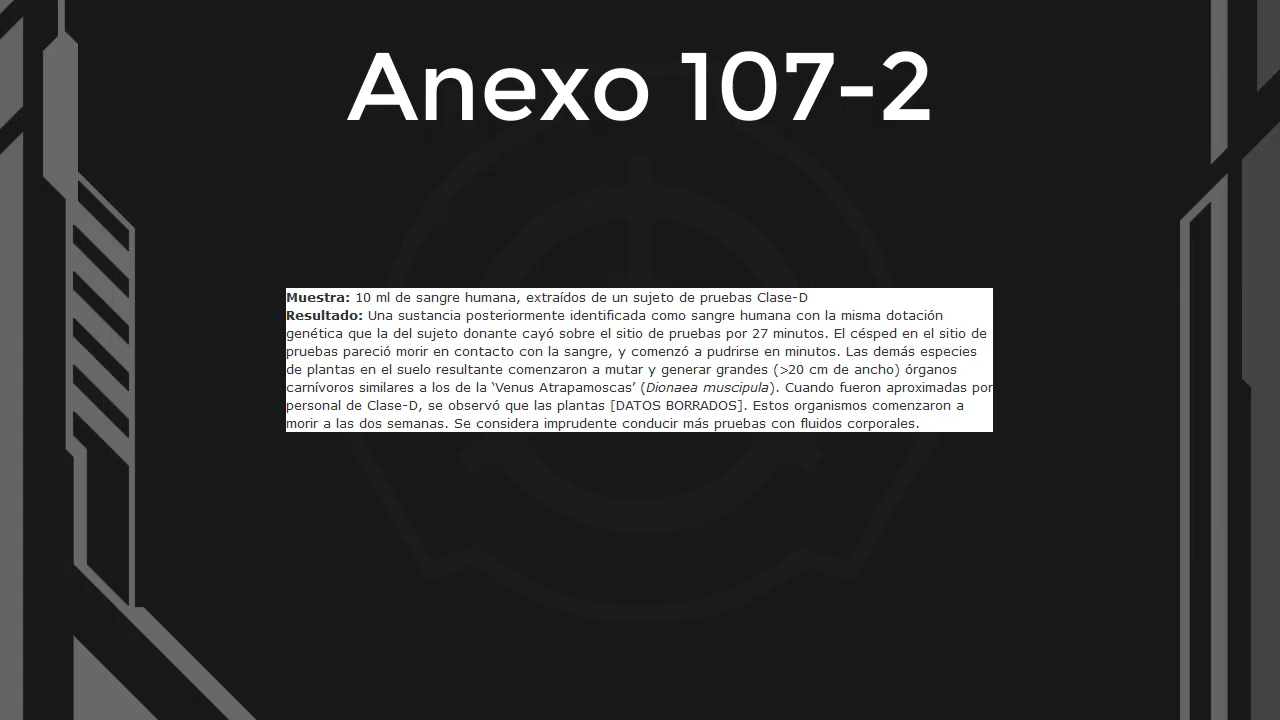 Anexo 107-2
Muestra: 10 ml de sangre humana, extraídos de un sujeto de pruebas Clase-D
Resultado: Una sustancia posteriormente identificada como sangre humana con la misma dotación
genética que la del sujeto donante cayó sobre el sitio de pruebas por 27 minutos. El césped en el sitio de
pruebas pareció morir en contacto con la sangre, y comenzó a pudrirse en minutos. Las demás especies
de plantas en el suelo resultante comenzaron a mutar y generar grandes (>20 cm de ancho) órganos
carnívoros similares a los de la ‘Venus Atrapamoscas’ (Dionaea muscipula). Cuando fueron aproximadas por
personal de Clase-D, se observó que las plantas [DATOS BORRADOS]. Estos organismos comenzaron a
morir a las dos semanas. Se considera imprudente conducir más pruebas con fluidos corporales.